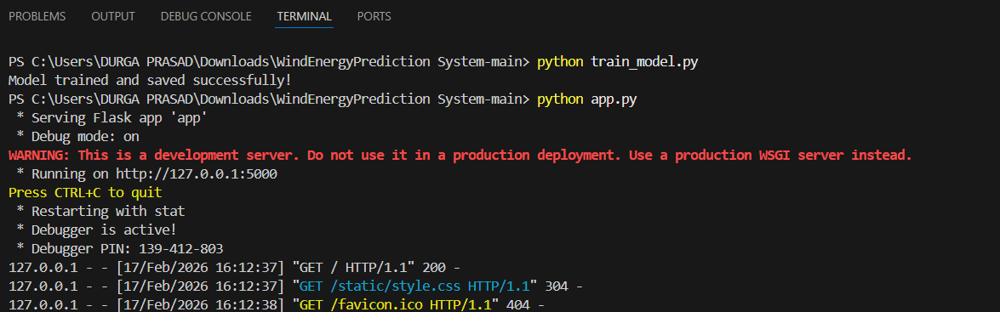 PROBLEMS OUTPUT DEBUG CONSOLE TERMINAL PORTS
PS C:\Users\DURGA PRASAD\Downloads\WindEnergyPrediction System-main> python train_model.py
Model trained and saved successfully!
PS C:\Users\DURGA PRASAD\Downloads\WindEnergyPrediction System-main> python app.py
 * Serving Flask app 'app'
 * Debug mode: on
WARNING: This is a development server. Do not use it in a production deployment. Use a production WSGI server instead.
 * Running on http://127.0.0.1:5000
Press CTRL+C to quit
 * Restarting with stat
 * Debugger is active!
 * Debugger PIN: 139-412-803
127.0.0.1 - - [17/Feb/2026 16:12:37] "GET / HTTP/1.1" 200 -
127.0.0.1 - - [17/Feb/2026 16:12:37] "GET /static/style.css HTTP/1.1" 304 -
127.0.0.1 - - [17/Feb/2026 16:12:38] "GET /favicon.ico HTTP/1.1" 404 -